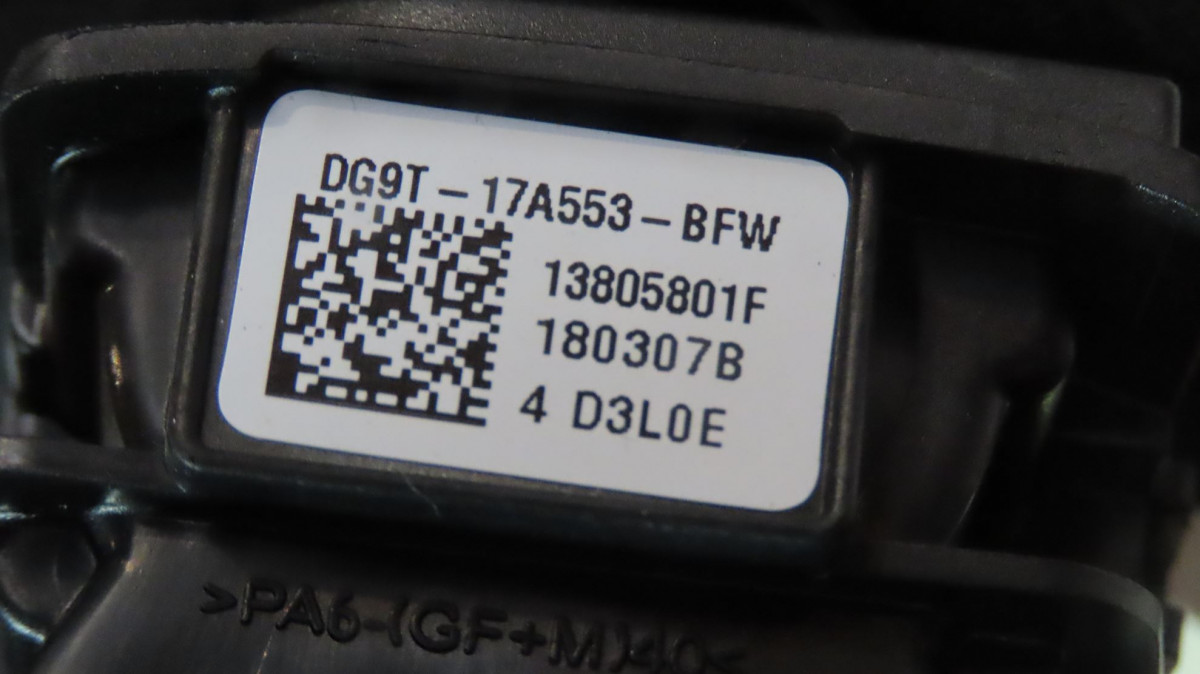 DG9T-17A553-BFW
13805801F
180307B
4 D3L0E
>PA6-(GF+M)40<